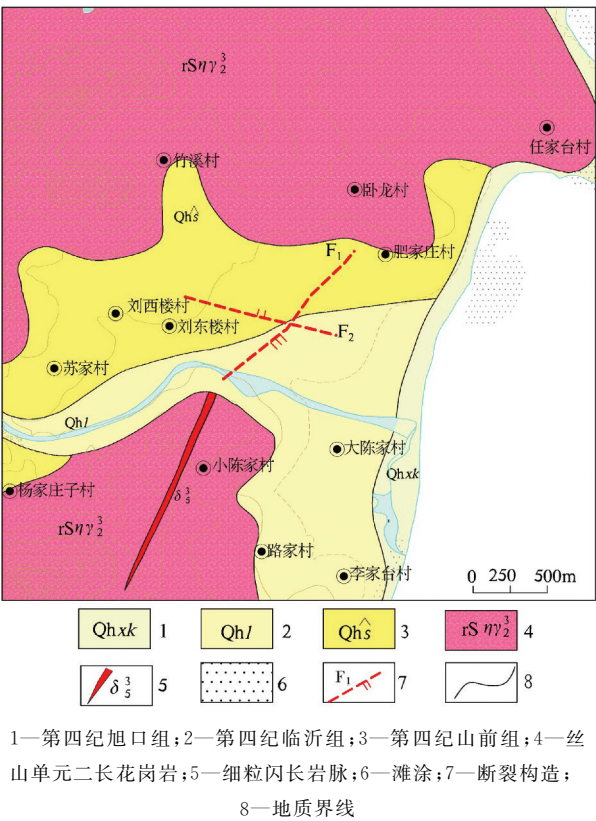 rSηγ₂³
任家台村
竹溪村
卧龙村
Qhŝ
F₁
肥家庄村
刘西楼村
刘东楼村
F₂
苏家村
Qhl
大陈家村
小陈家村
Qhxk
杨家庄子村
δ₅³
rSηγ₂³
路家村
李家台村
0 250 500m
Qhxk 1 Qhl 2 Qhŝ 3 rSηγ₂³ 4
δ₅³ 5 6 F₁ 7 8
1—第四纪旭口组;2—第四纪临沂组;3—第四纪山前组;4—丝
山单元二长花岗岩;5—细粒闪长岩脉;6—滩涂;7—断裂构造;
8—地质界线